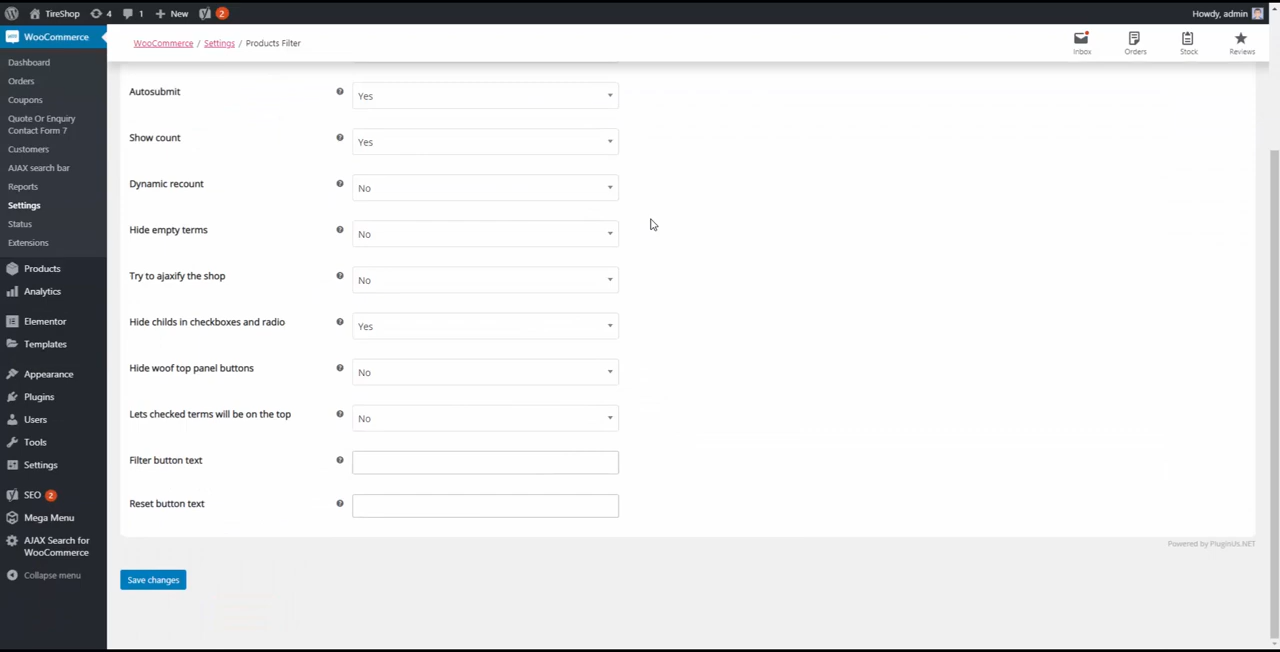 TireShop 4 1 New 2 Howdy, admin
WooCommerce
WooCommerce / Settings / Products Filter
Inbox Orders Stock Reviews
Dashboard
Orders
Coupons
Quote Or Enquiry
Contact Form 7
Customers
AJAX search bar
Reports
Settings
Status
Extensions
Products
Analytics
Elementor
Templates
Appearance
Plugins
Users
Tools
Settings
SEO 2
Mega Menu
AJAX Search for
WooCommerce
Collapse menu
Autosubmit Yes
Show count Yes
Dynamic recount No
Hide empty terms No
Try to ajaxify the shop No
Hide childs in checkboxes and radio Yes
Hide woof top panel buttons No
Lets checked terms will be on the top No
Filter button text
Reset button text
Powered by PluginUs.NET
Save changes